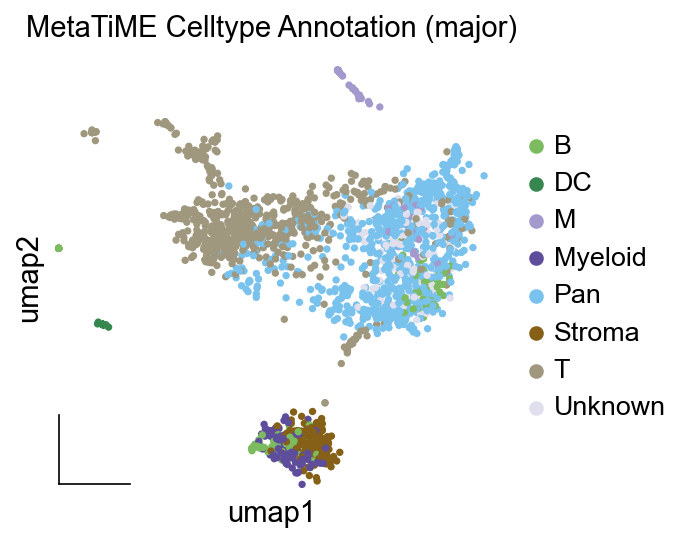 MetaTiME Celltype Annotation (major)
B
DC
M
Myeloid
Pan
Stroma
T
Unknown
umap2
umap1